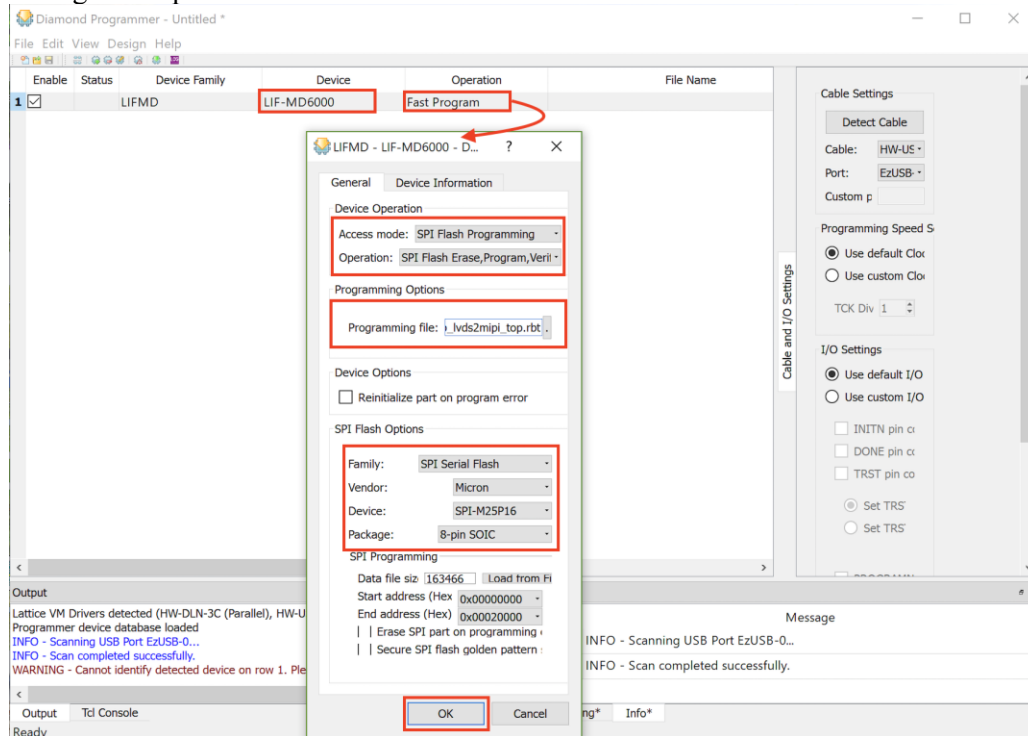 Diamond Programmer - Untitled *
File Edit View Design Help
Enable Status Device Family Device Operation File Name
1 LIFMD LIF-MD6000 Fast Program
Cable Settings
Detect Cable
Cable: HW-US
Port: EzUSB-
Custom p
Programming Speed S
Use default Cloc
Use custom Cloc
TCK Div 1
Cable and I/O Settings
I/O Settings
Use default I/O
Use custom I/O
INITN pin cc
DONE pin cc
TRST pin co
Set TRS
Set TRS
LIFMD - LIF-MD6000 - D... ? ×
General Device Information
Device Operation
Access mode: SPI Flash Programming
Operation: SPI Flash Erase,Program,Verif
Programming Options
Programming file: _lvds2mipi_top.rbt .
Device Options
Reinitialize part on program error
SPI Flash Options
Family: SPI Serial Flash
Vendor: Micron
Device: SPI-M25P16
Package: 8-pin SOIC
SPI Programming
Data file siz 163466 Load from Fi
Start address (Hex 0x00000000
End address (Hex) 0x00020000
Erase SPI part on programming
Secure SPI flash golden pattern
OK Cancel
Output
Lattice VM Drivers detected (HW-DLN-3C (Parallel), HW-U
Programmer device database loaded
INFO - Scanning USB Port EzUSB-0...
INFO - Scan completed successfully.
WARNING - Cannot identify detected device on row 1. Ple
Message
INFO - Scanning USB Port EzUSB-0...
INFO - Scan completed successfully.
Output Tcl Console ng* Info*
Ready